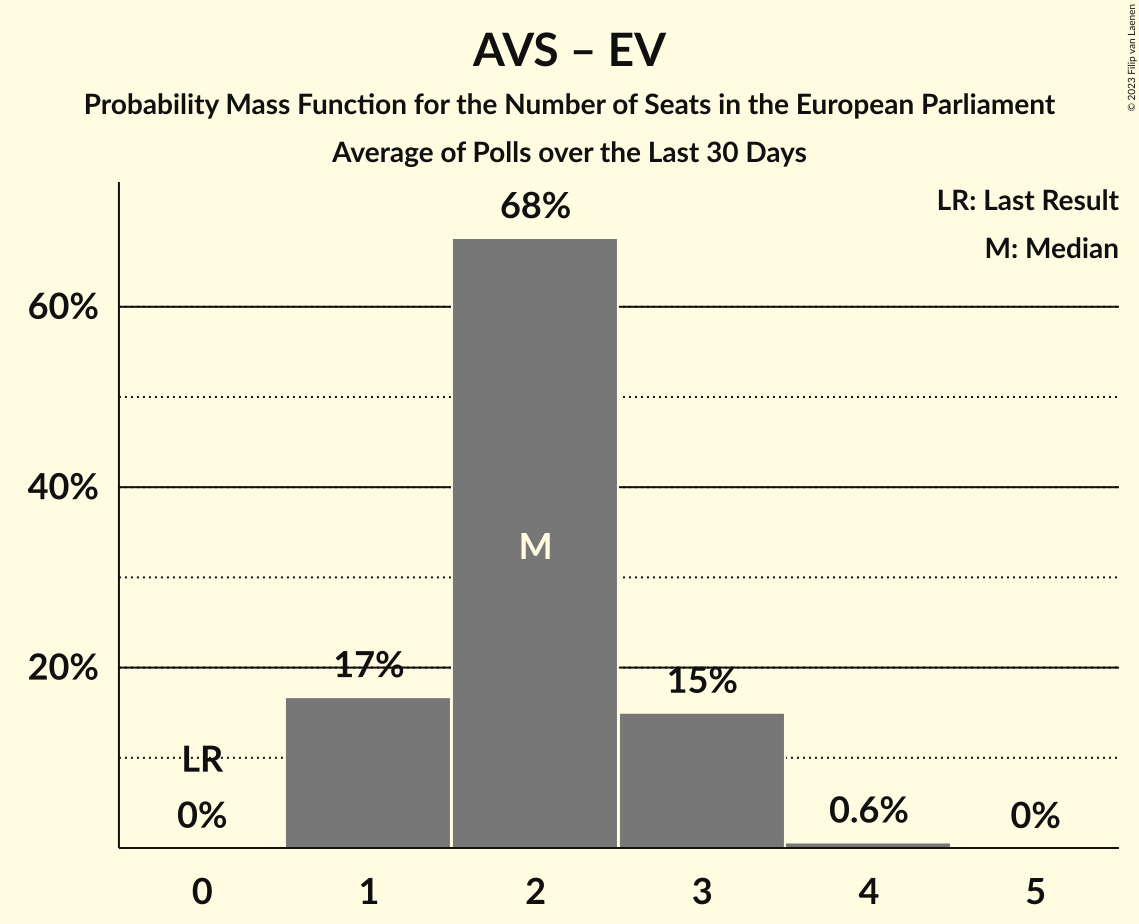 AVS – EV
Probability Mass Function for the Number of Seats in the European Parliament
Average of Polls over the Last 30 Days
© 2023 Filip van Laenen
LR: Last Result
M: Median
68%
60%
40%
M
20%
17%
15%
LR
0%
0.6%
0%
0 1 2 3 4 5